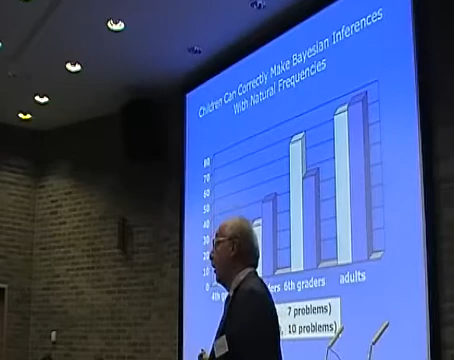 Children Can Correctly Make Bayesian Inferences
With Natural Frequencies
80
70
60
50
40
30
20
10
0
4th 6th graders adults
7 problems)
, 10 problems)